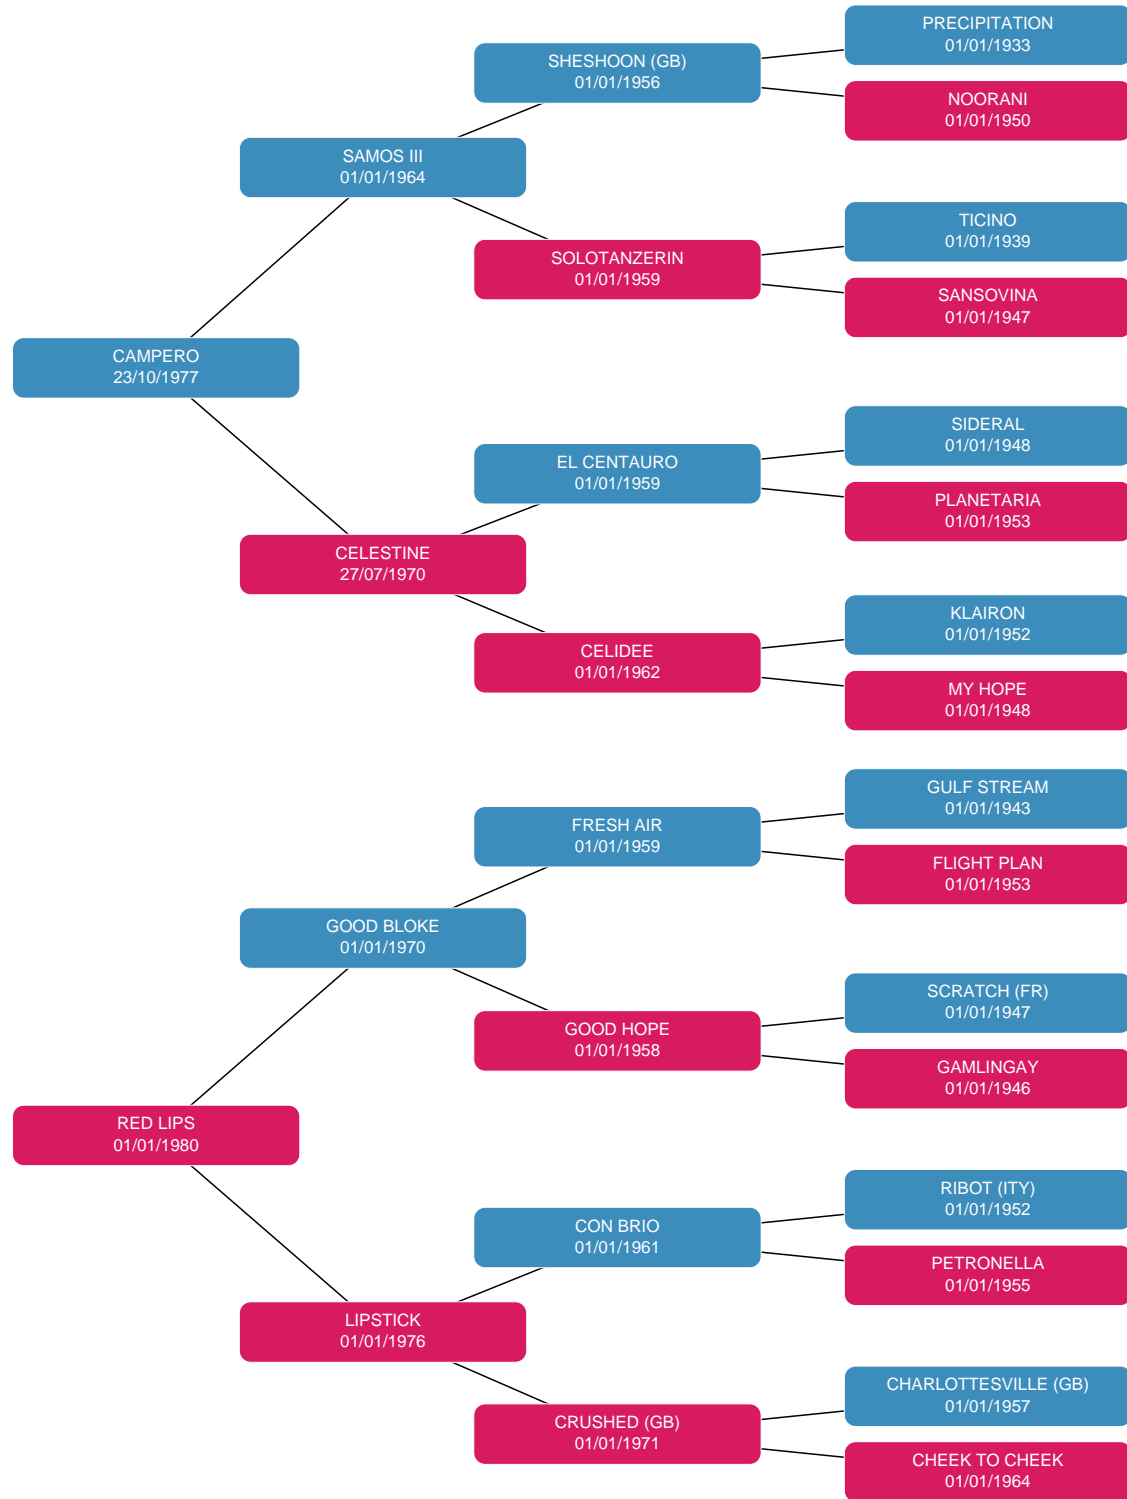 PRECIPITATION
01/01/1933
SHESHOON (GB)
01/01/1956
NOORANI
01/01/1950
SAMOS III
01/01/1964
TICINO
01/01/1939
SOLOTANZERIN
01/01/1959
SANSOVINA
01/01/1947
CAMPERO
23/10/1977
SIDERAL
01/01/1948
EL CENTAURO
01/01/1959
PLANETARIA
01/01/1953
CELESTINE
27/07/1970
KLAIRON
01/01/1952
CELIDEE
01/01/1962
MY HOPE
01/01/1948
GULF STREAM
01/01/1943
FRESH AIR
01/01/1959
FLIGHT PLAN
01/01/1953
GOOD BLOKE
01/01/1970
SCRATCH (FR)
01/01/1947
GOOD HOPE
01/01/1958
GAMLINGAY
01/01/1946
RED LIPS
01/01/1980
RIBOT (ITY)
01/01/1952
CON BRIO
01/01/1961
PETRONELLA
01/01/1955
LIPSTICK
01/01/1976
CHARLOTTESVILLE (GB)
01/01/1957
CRUSHED (GB)
01/01/1971
CHEEK TO CHEEK
01/01/1964